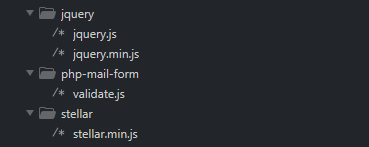 jquery
/* jquery.js
/* jquery.min.js
php-mail-form
/* validate.js
stellar
/* stellar.min.js